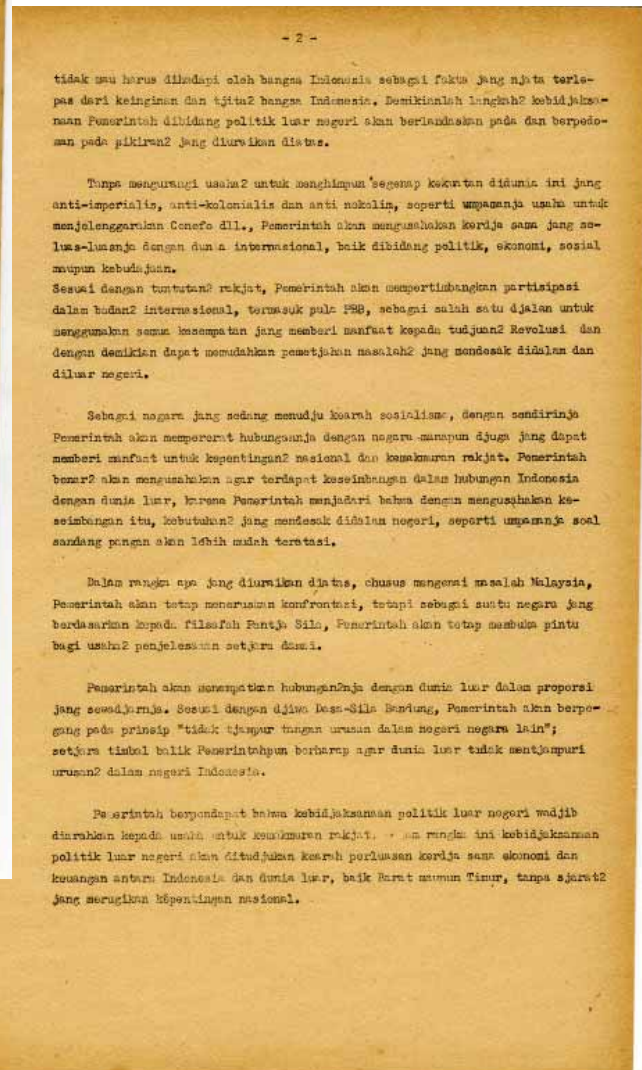 - 2 -
tidak mau harus dihadapi oleh bangsa Indonesia sebagai fakta jang njata terle-
pas dari keinginan dan tjita2 bangsa Indonesia. Demikianlah langkah2 kebidjaksa-
naan Pemerintah dibidang politik luar negeri akan berlandaskan pada dan berpedo-
man pada pikiran2 jang diuraikan diatas.
Tanpa mengurangi usaha2 untuk menghimpun segenap kekuatan didunia ini jang
anti-imperialis, anti-kolonialis dan anti nekolim, seperti umpamanja usaha untuk
menjelenggarakan Conefo dll., Pemerintah akan mengusahakan kerdja sama jang se-
luas-luasnja dengan dunia internasional, baik dibidang politik, ekonomi, sosial
maupun kebudajaan.
Sesuai dengan tuntutan2 rakjat, Pemerintah akan mempertimbangkan partisipasi
dalam badan2 internasional, termasuk pula PBB, sebagai salah satu djalan untuk
menggunakan semua kesempatan jang memberi manfaat kepada tudjuan2 Revolusi dan
dengan demikian dapat memudahkan pemetjahan masalah2 jang mendesak didalam dan
diluar negeri.
Sebagai negara jang sedang menudju kearah sosialisme, dengan sendirinja
Pemerintah akan mempererat hubungannja dengan negara manapun djuga jang dapat
memberi manfaat untuk kepentingan2 nasional dan kemakmuran rakjat. Pemerintah
benar2 akan mengusahakan agar terdapat keseimbangan dalam hubungan Indonesia
dengan dunia luar, karena Pemerintah menjadari bahwa dengan mengusahakan ke-
seimbangan itu, kebutuhan2 jang mendesak didalam negeri, seperti umpamanja soal
sandang pangan akan lebih mudah teratasi.
Dalam rangka apa jang diuraikan diatas, chusus mengenai masalah Malaysia,
Pemerintah akan tetap meneruskan konfrontasi, tetapi sebagai suatu negara jang
berdasarkan kepada filsafah Pantja Sila, Pemerintah akan tetap membuka pintu
bagi usaha2 penjelesaian setjara damai.
Pemerintah akan menempatkan hubungan2nja dengan dunia luar dalam proporsi
jang sewadjarnja. Sesuai dengan djiwa Dasa-Sila Bandung, Pemerintah akan berpe-
gang pada prinsip "tidak tjampur tangan urusan dalam negeri negara lain";
setjara timbal balik Pemerintahpun berharap agar dunia luar tidak mentjampuri
urusan2 dalam negeri Indonesia.
Pemerintah berpendapat bahwa kebidjaksanaan politik luar negeri wadjib
diarahkan kepada usaha untuk kemakmuran rakjat. rangka ini kebidjaksanaan
politik luar negeri akan ditudjukan kearah perluasan kerdja sama ekonomi dan
keuangan antara Indonesia dan dunia luar, baik Barat maupun Timur, tanpa sjarat2
jang merugikan kepentingan nasional.